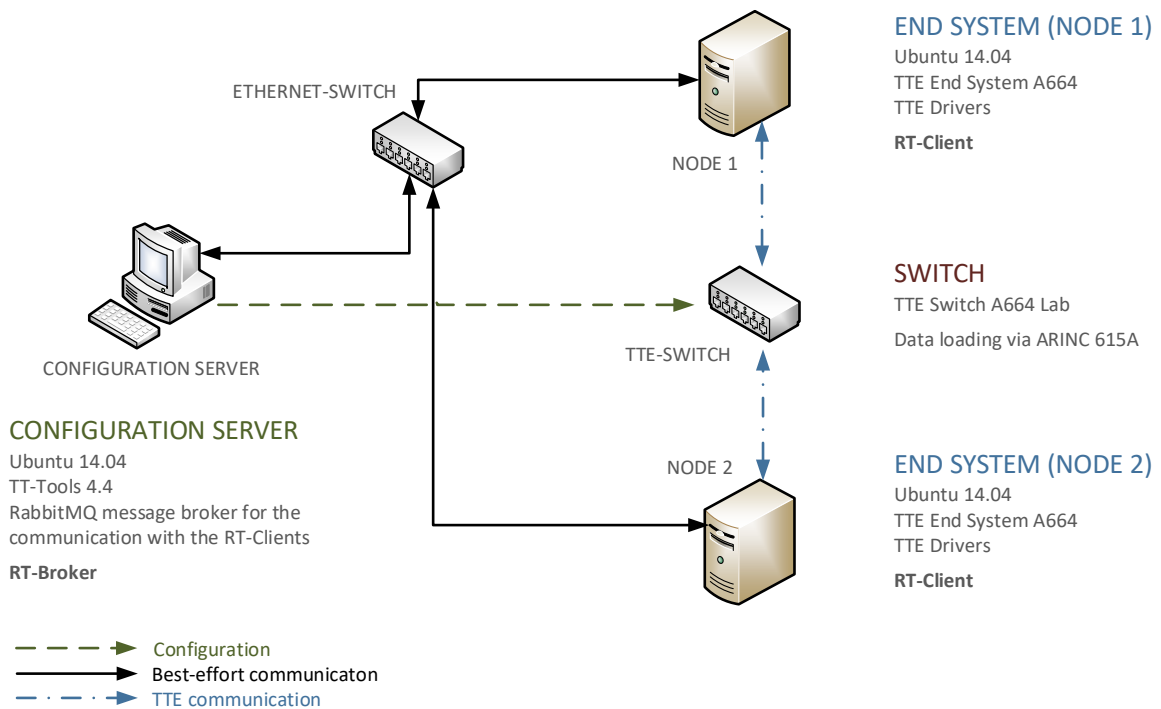 END SYSTEM (NODE 1)
Ubuntu 14.04
TTE End System A664
TTE Drivers
RT-Client
ETHERNET-SWITCH
NODE 1
SWITCH
TTE Switch A664 Lab
Data loading via ARINC 615A
TTE-SWITCH
CONFIGURATION SERVER
CONFIGURATION SERVER
Ubuntu 14.04
TT-Tools 4.4
RabbitMQ message broker for the
communication with the RT-Clients
RT-Broker
NODE 2
END SYSTEM (NODE 2)
Ubuntu 14.04
TTE End System A664
TTE Drivers
RT-Client
Configuration
Best-effort communicaton
TTE communication